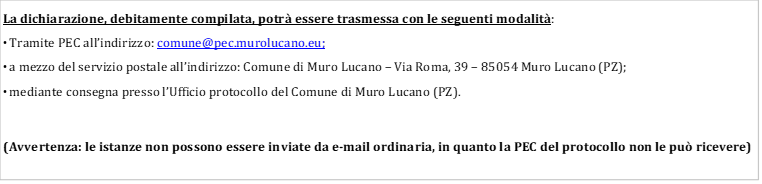 La dichiarazione, debitamente compilata, potrà essere trasmessa con le seguenti modalità:
• Tramite PEC all'indirizzo: comune@pec.murolucano.eu;
• a mezzo del servizio postale all'indirizzo: Comune di Muro Lucano – Via Roma, 39 – 85054 Muro Lucano (PZ);
• mediante consegna presso l'Ufficio protocollo del Comune di Muro Lucano (PZ).
(Avvertenza: le istanze non possono essere inviate da e-mail ordinaria, in quanto la PEC del protocollo non le può ricevere)